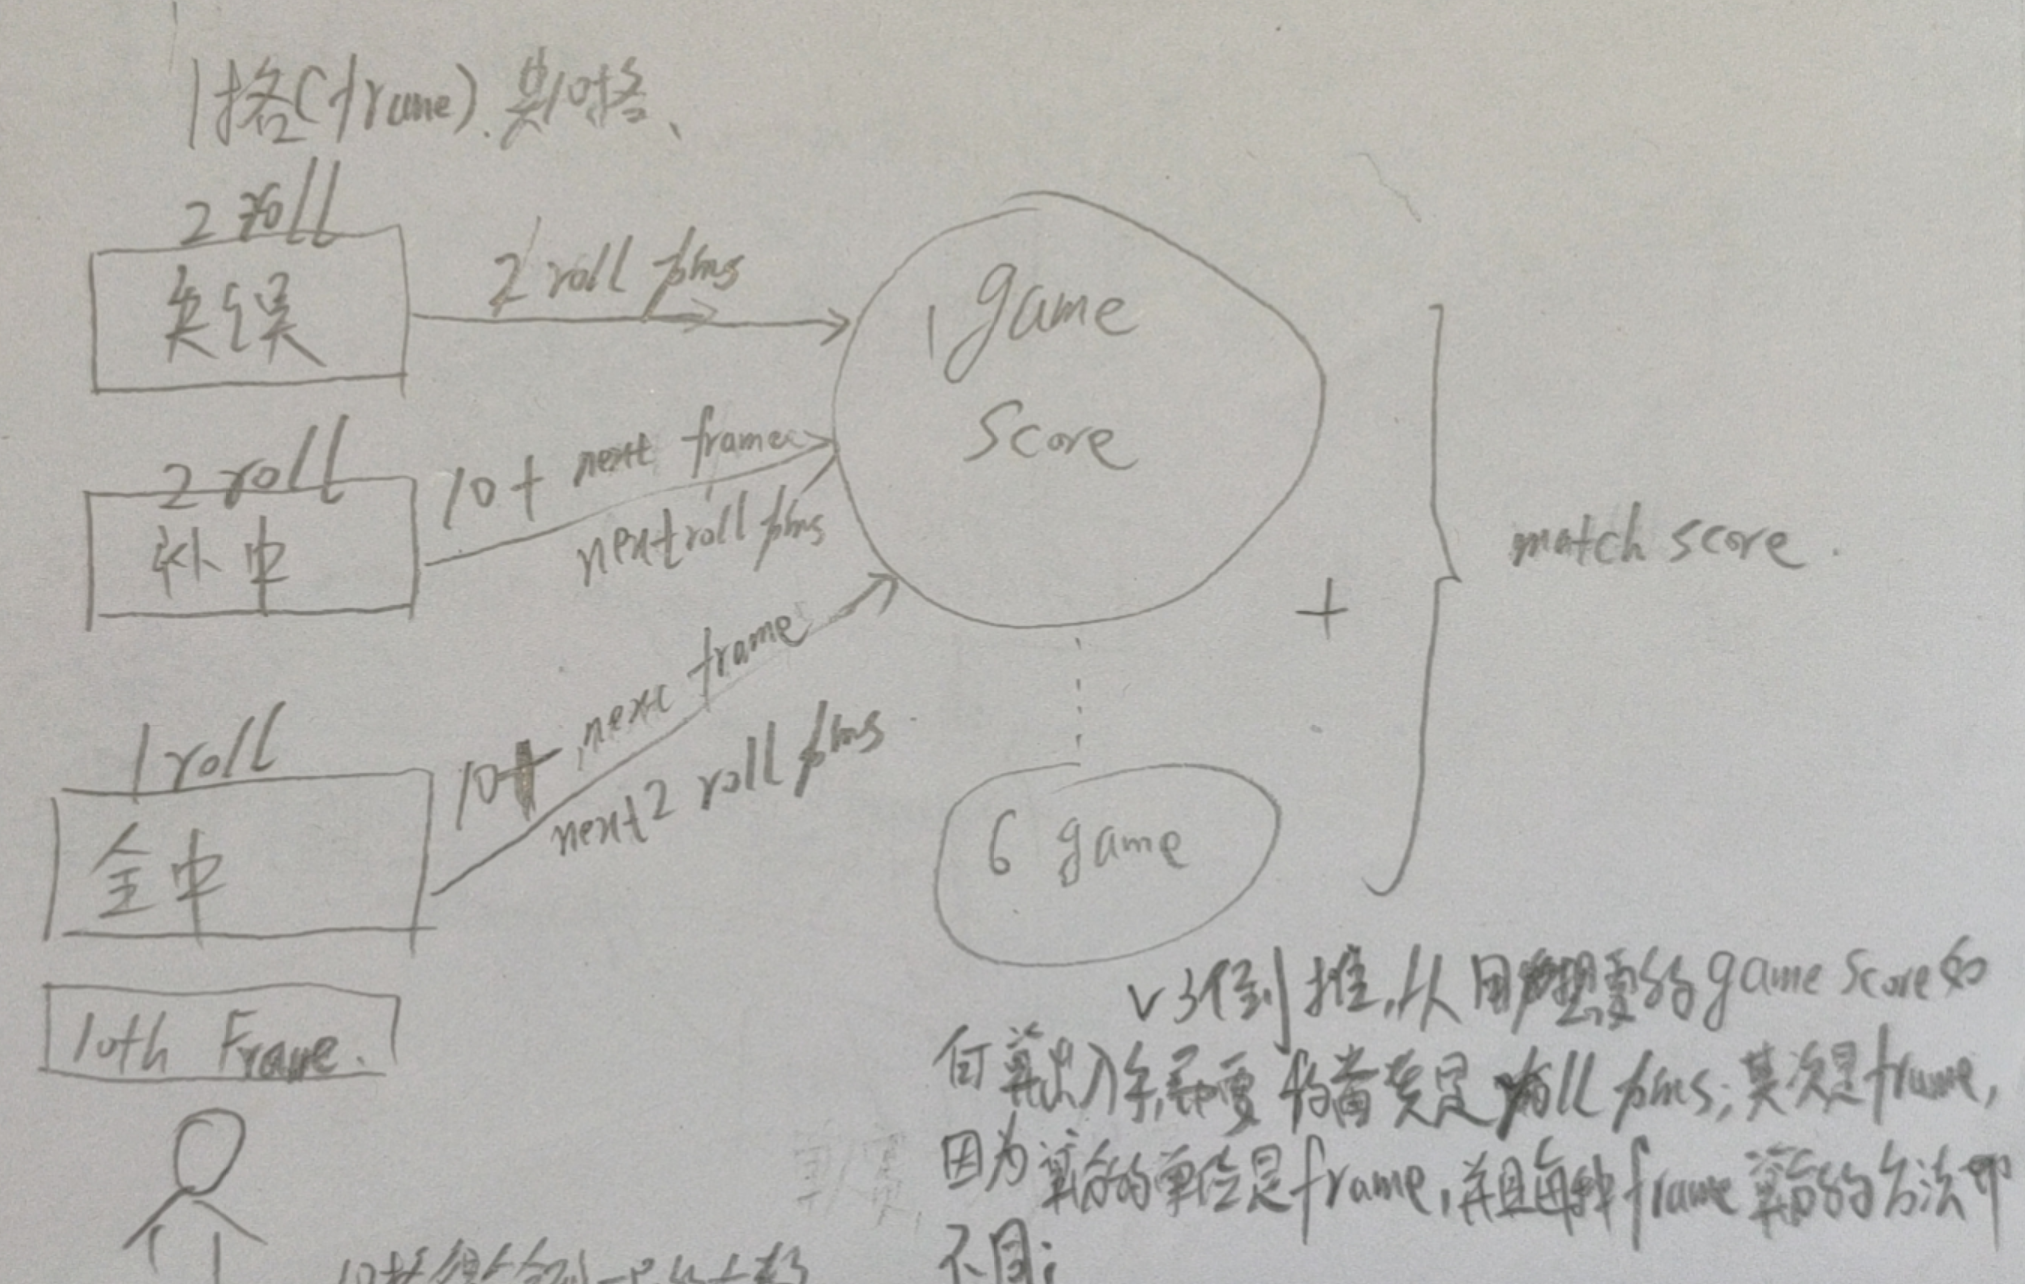 1格(frame).共10格、
2 roll
失误
2 roll pins
1 game
score
2 roll
补中
10 + next frame
next roll pins
match score.
+
1 roll
全中
10+ next frame
next 2 roll pins
6 game
10th Frame.
v3倒推,从用户想要的game score如
何算出入手,需要的首先是roll pins;其次是frame,
因为算分的单位是frame,并且每种frame算分的方法都
不同;